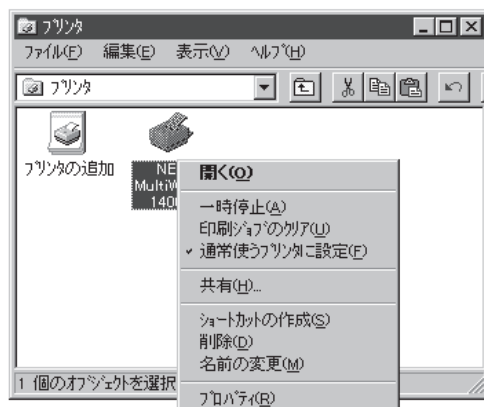 プリンタ
ファイル(F) 編集(E) 表示(V) ヘルプ(H)
プリンタ
プリンタの追加
NE
MultiW
140
開く(O)
一時停止(A)
印刷ジョブのクリア(U)
通常使うプリンタに設定(F)
共有(H)...
ショートカットの作成(S)
削除(D)
名前の変更(M)
プロパティ(R)
1 個のオブジェクトを選択